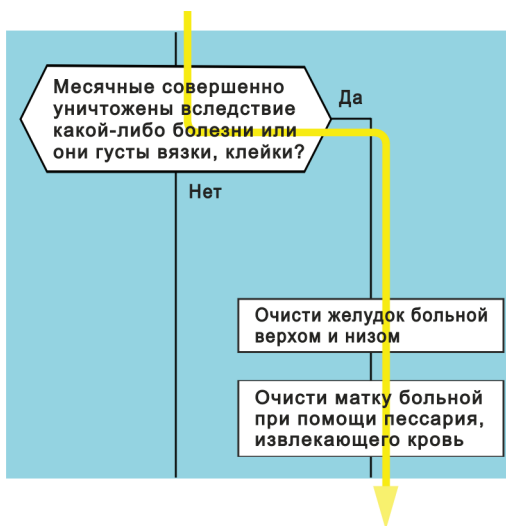 Месячные совершенно
уничтожены вследствие
какой-либо болезни или
они густы вязки, клейки?
Да
Нет
Очисти желудок больной
верхом и низом
Очисти матку больной
при помощи пессария,
извлекающего кровь